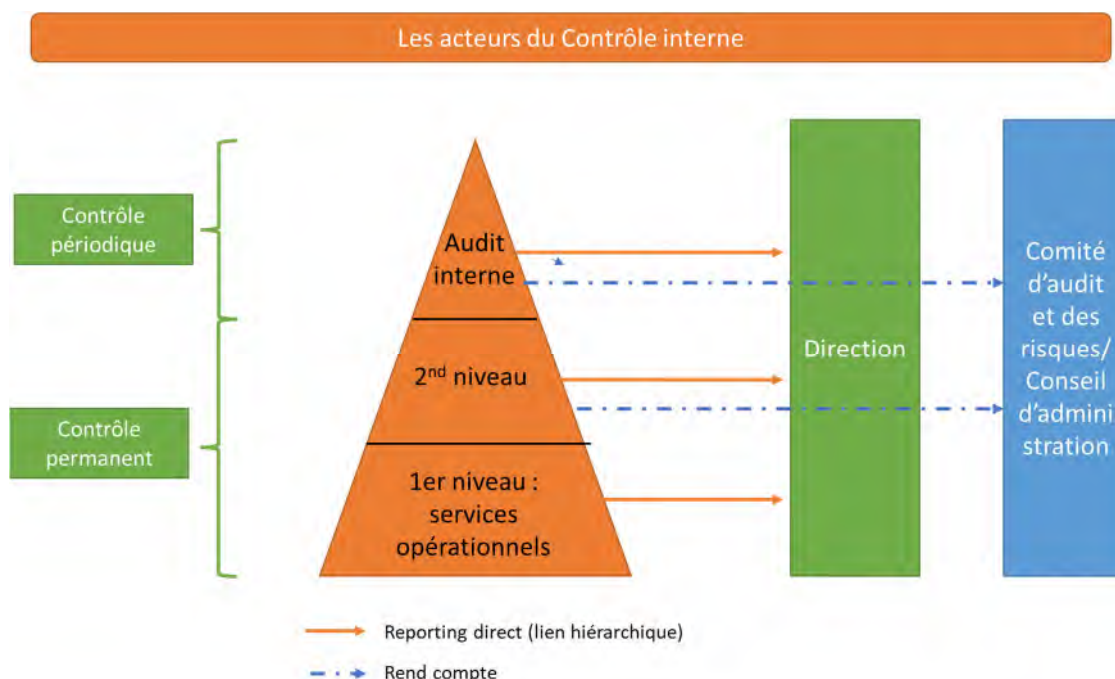 Les acteurs du Contrôle interne
Contrôle
périodique
Contrôle
permanent
Audit
interne
2nd niveau
1er niveau :
services
opérationnels
Direction
Comité
d'audit
et des
risques/
Conseil
d'admini
stration
Reporting direct (lien hiérarchique)
Rend compte